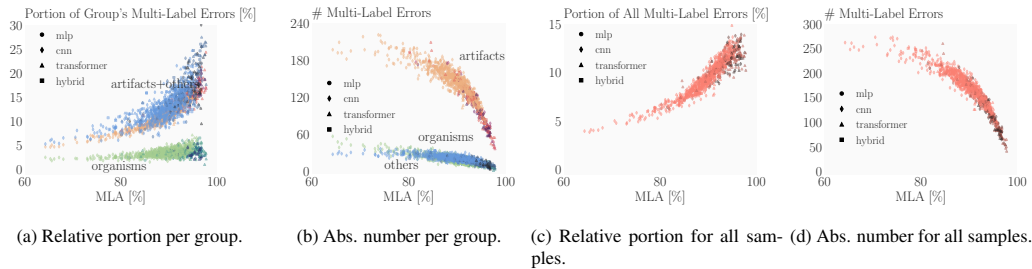 Portion of Group's Multi-Label Errors [%]
30
25
20
15
10
5
0
60
80
100
MLA [%]
mlp
cnn
transformer
hybrid
artifacts+others
organisms
(a) Relative portion per group.
# Multi-Label Errors
240
180
120
60
0
60
80
100
MLA [%]
mlp
cnn
transformer
hybrid
artifacts
organisms
others
(b) Abs. number per group.
Portion of All Multi-Label Errors [%]
15
10
5
0
60
80
100
MLA [%]
mlp
cnn
transformer
hybrid
(c) Relative portion for all sam-
ples.
# Multi-Label Errors
300
250
200
150
100
50
0
60
80
100
MLA [%]
mlp
cnn
transformer
hybrid
(d) Abs. number for all samples.